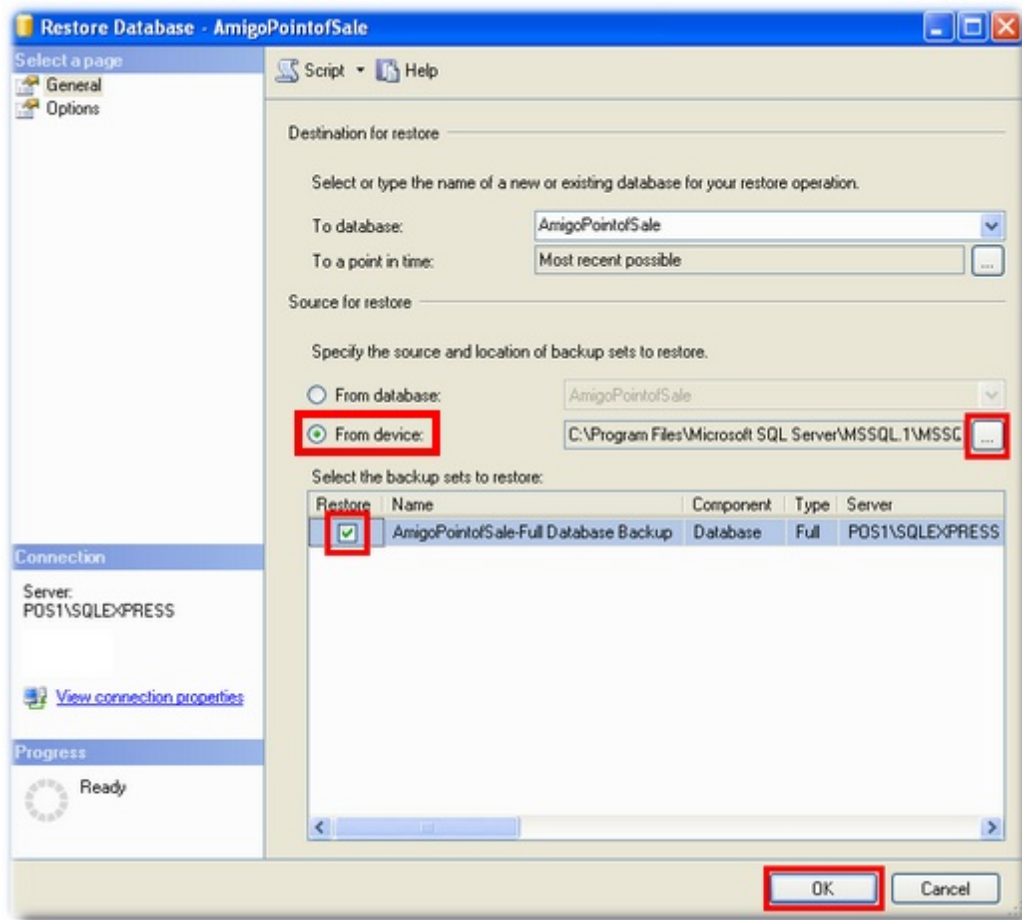 Restore Database - AmigoPointofSale
Select a page
General
Options
Script Help
Destination for restore
Select or type the name of a new or existing database for your restore operation.
To database: AmigoPointofSale
To a point in time: Most recent possible ...
Source for restore
Specify the source and location of backup sets to restore.
From database: AmigoPointofSale
From device: C:\Program Files\Microsoft SQL Server\MSSQL.1\MSSQ ...
Select the backup sets to restore:
Restore Name Component Type Server
AmigoPointofSale-Full Database Backup Database Full POS1\SQLEXPRESS
Connection
Server:
POS1\SQLEXPRESS
View connection properties
Progress
Ready
OK Cancel